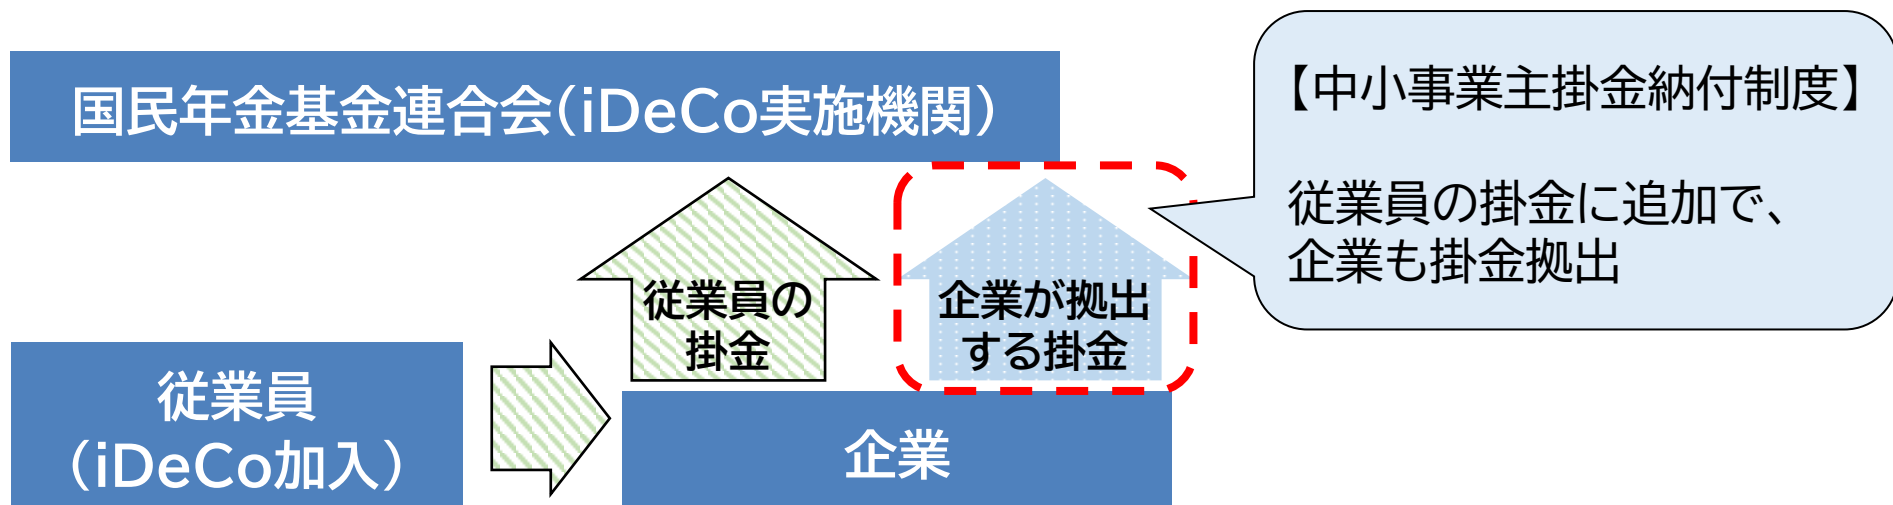 国民年金基金連合会(iDeCo実施機関)
【中小事業主掛金納付制度】
従業員の掛金に追加で、
企業も掛金拠出
従業員の
掛金
企業が拠出
する掛金
従業員
(iDeCo加入)
企業